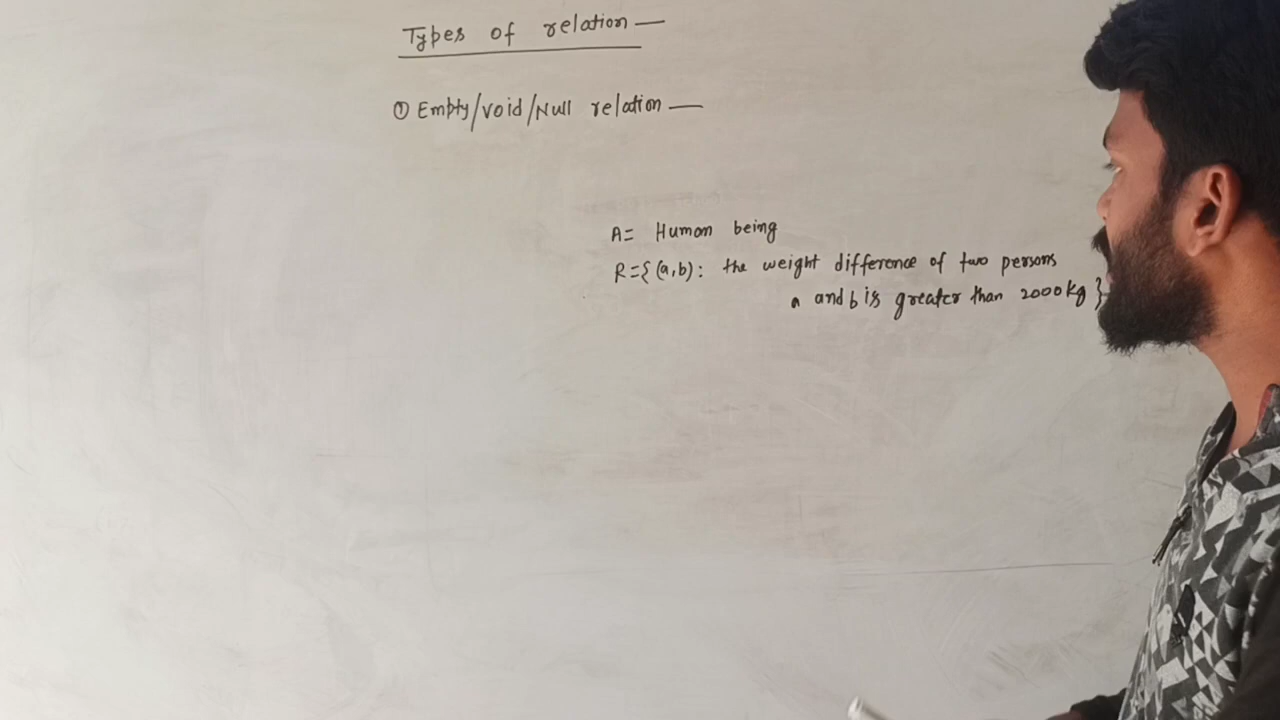 Types of relation —
① Empty/void/Null relation —
A= Human being
R={(a,b): the weight difference of two persons
a and b is greater than 2000kg}